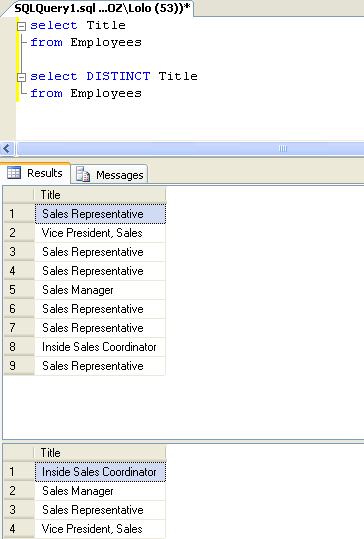 SQLQuery1.sql ...OZ\Lolo (53))*
select Title
from Employees
select DISTINCT Title
from Employees
Results Messages
Title
1 Sales Representative
2 Vice President, Sales
3 Sales Representative
4 Sales Representative
5 Sales Manager
6 Sales Representative
7 Sales Representative
8 Inside Sales Coordinator
9 Sales Representative
Title
1 Inside Sales Coordinator
2 Sales Manager
3 Sales Representative
4 Vice President, Sales